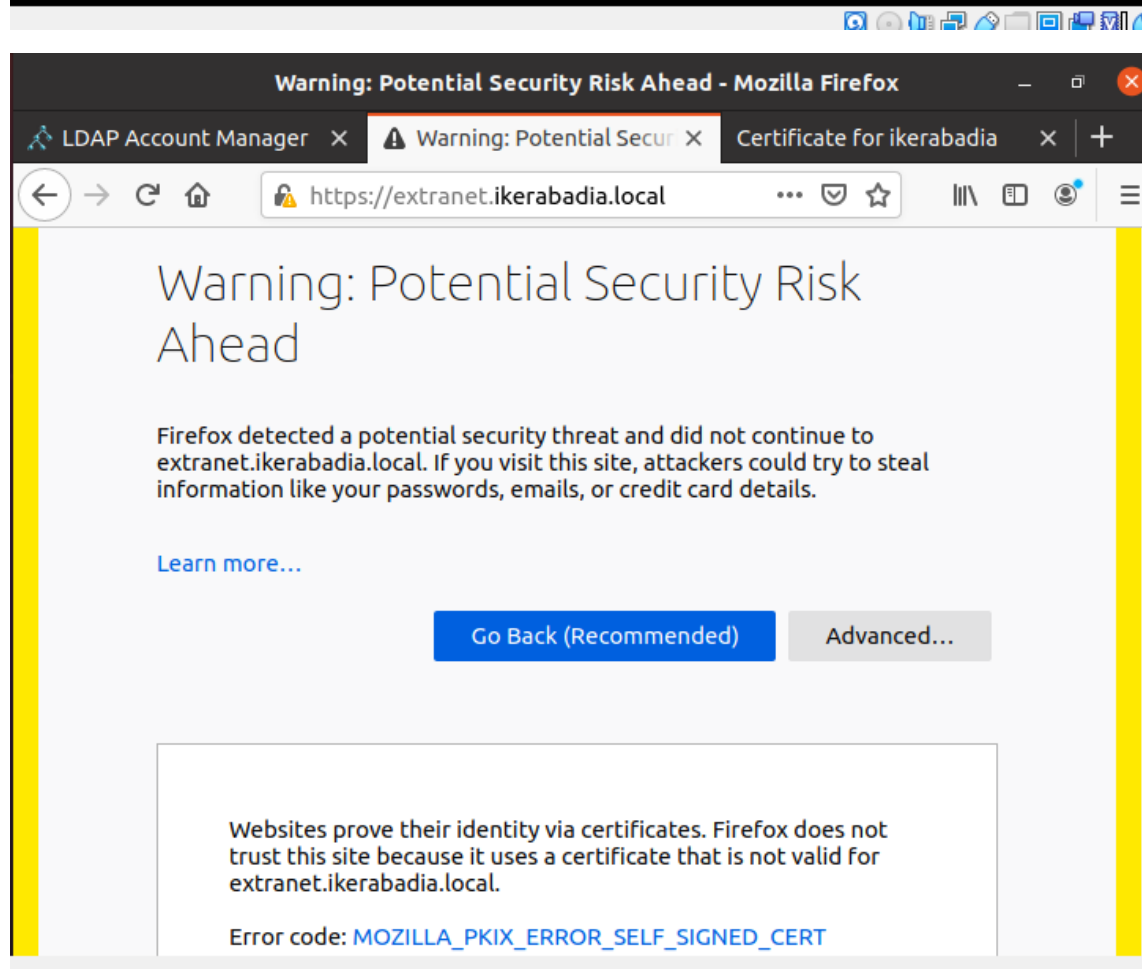 Warning: Potential Security Risk Ahead - Mozilla Firefox
LDAP Account Manager
Warning: Potential Secur
Certificate for ikerabadia
https://extranet.ikerabadia.local
Warning: Potential Security Risk
Ahead
Firefox detected a potential security threat and did not continue to
extranet.ikerabadia.local. If you visit this site, attackers could try to steal
information like your passwords, emails, or credit card details.
Learn more…
Go Back (Recommended)
Advanced…
Websites prove their identity via certificates. Firefox does not
trust this site because it uses a certificate that is not valid for
extranet.ikerabadia.local.
Error code: MOZILLA_PKIX_ERROR_SELF_SIGNED_CERT